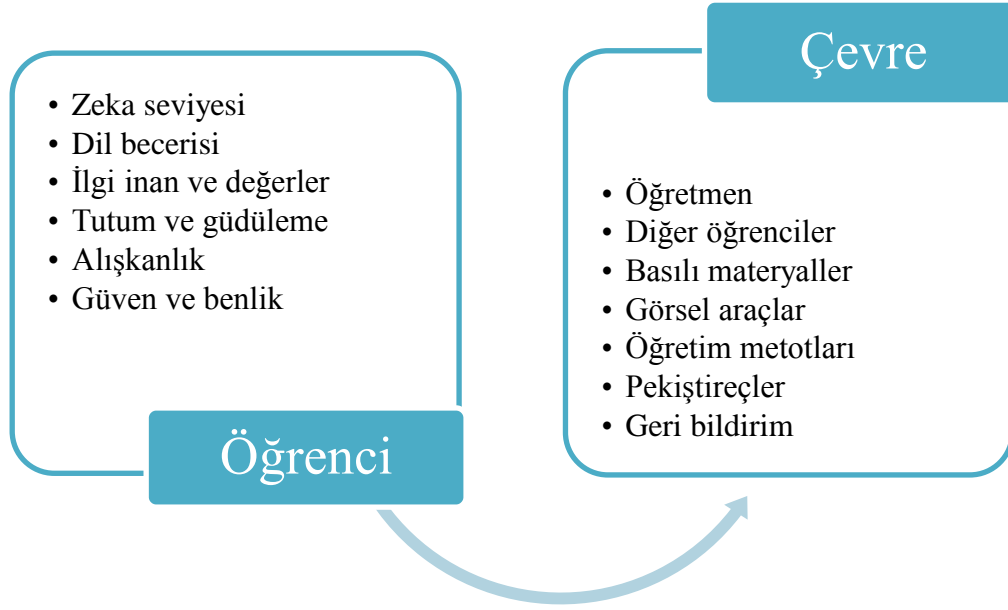 • Zeka seviyesi
• Dil becerisi
• İlgi inan ve değerler
• Tutum ve güdüleme
• Alışkanlık
• Güven ve benlik
Öğrenci
Çevre
• Öğretmen
• Diğer öğrenciler
• Basılı materyaller
• Görsel araçlar
• Öğretim metotları
• Pekiştireçler
• Geri bildirim